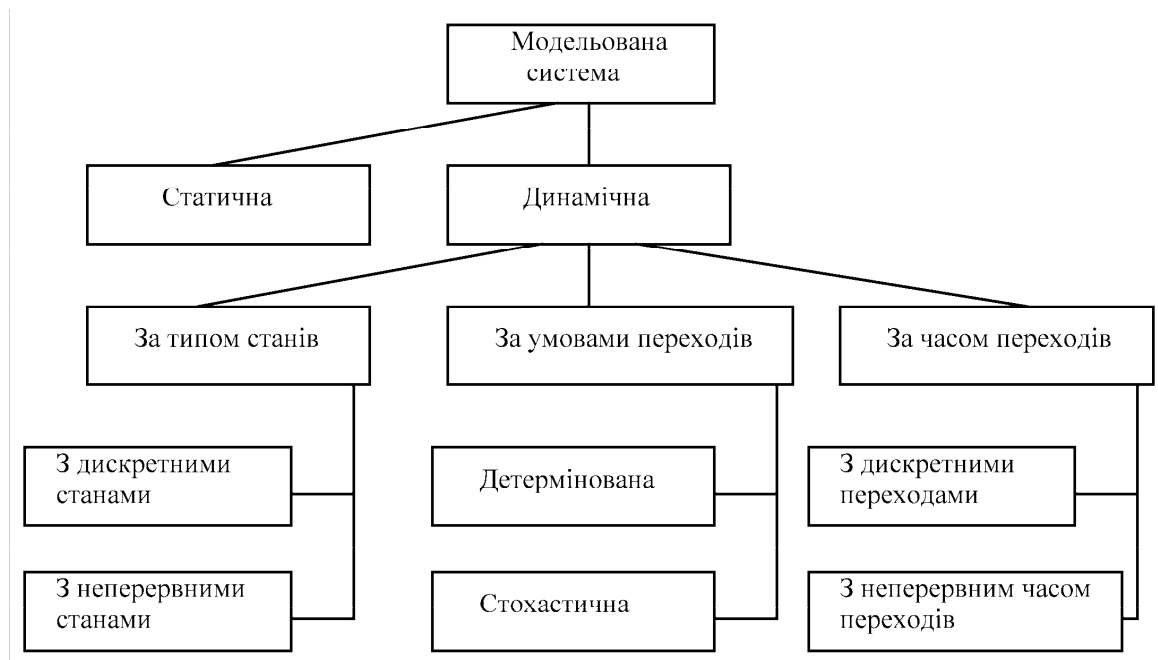 Модельована
система
Статична
Динамічна
За типом станів
За умовами переходів
За часом переходів
З дискретними
станами
Детермінована
З дискретними
переходами
З неперервними
станами
Стохастична
З неперервним часом
переходів